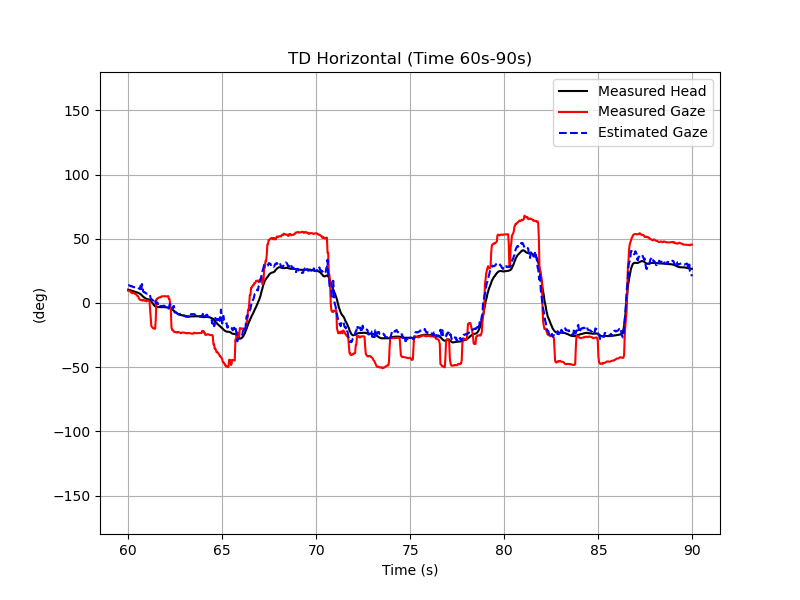 TD Horizontal (Time 60s-90s)
Measured Head
Measured Gaze
Estimated Gaze
150
100
50
0
−50
−100
−150
(deg)
60 65 70 75 80 85 90
Time (s)